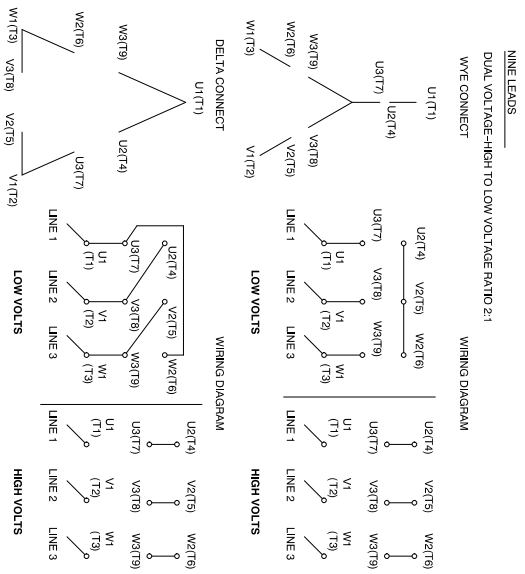 NINE LEADS
DUAL VOLTAGE–HIGH TO LOW VOLTAGE RATIO 2:1
WYE CONNECT
WIRING DIAGRAM
U1(T1)
U3(T7)
U2(T4)
W3(T9)
W2(T6)
W1(T3)
V3(T8)
V2(T5)
V1(T2)
U2(T4) V2(T5) W2(T6)
U3(T7) V3(T8) W3(T9)
U1 V1 W1
(T1) (T2) (T3)
LINE 1 LINE 2 LINE 3
LOW VOLTS
U2(T4) V2(T5) W2(T6)
U3(T7) V3(T8) W3(T9)
U1 V1 W1
(T1) (T2) (T3)
LINE 1 LINE 2 LINE 3
HIGH VOLTS
DELTA CONNECT
WIRING DIAGRAM
U1(T1)
W3(T9) U2(T4)
W2(T6) U3(T7)
W1(T3) V3(T8) V2(T5) V1(T2)
U2(T4) V2(T5) W2(T6)
U3(T7) V3(T8) W3(T9)
U1 V1 W1
(T1) (T2) (T3)
LINE 1 LINE 2 LINE 3
LOW VOLTS
U2(T4) V2(T5) W2(T6)
U3(T7) V3(T8) W3(T9)
U1 V1 W1
(T1) (T2) (T3)
LINE 1 LINE 2 LINE 3
HIGH VOLTS